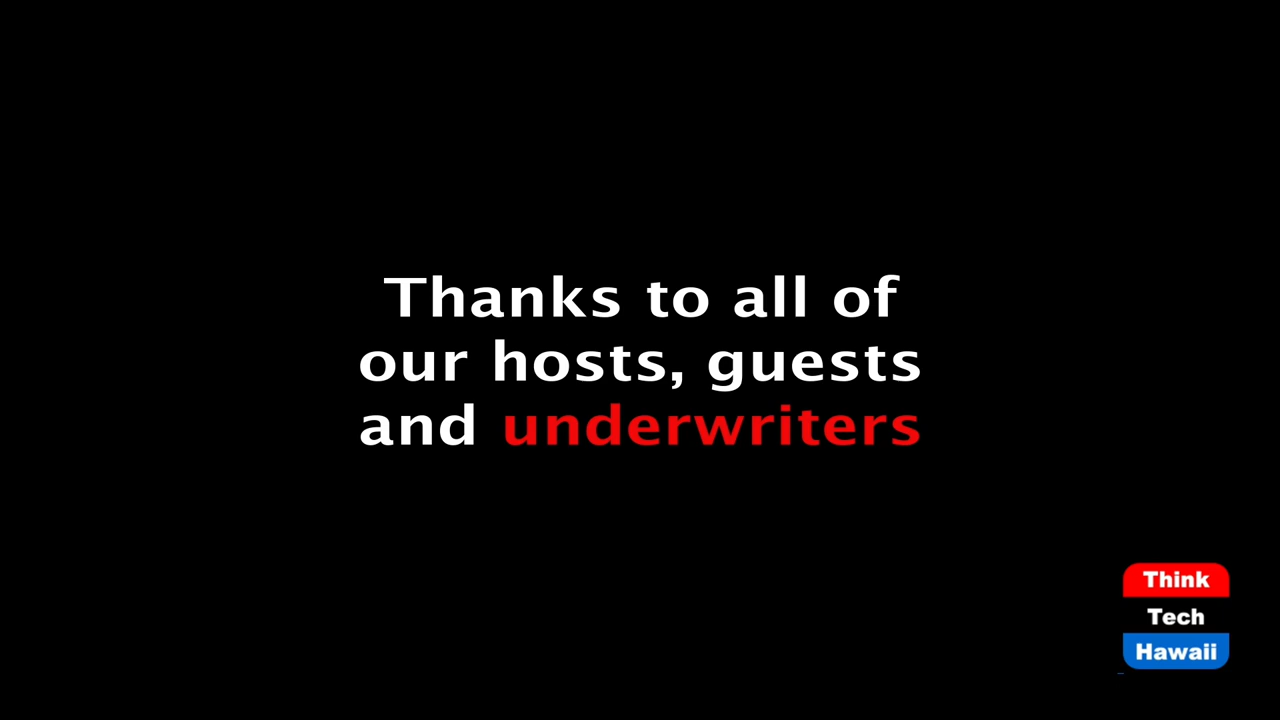 Thanks to all of
our hosts, guests
and underwriters
Think
Tech
Hawaii